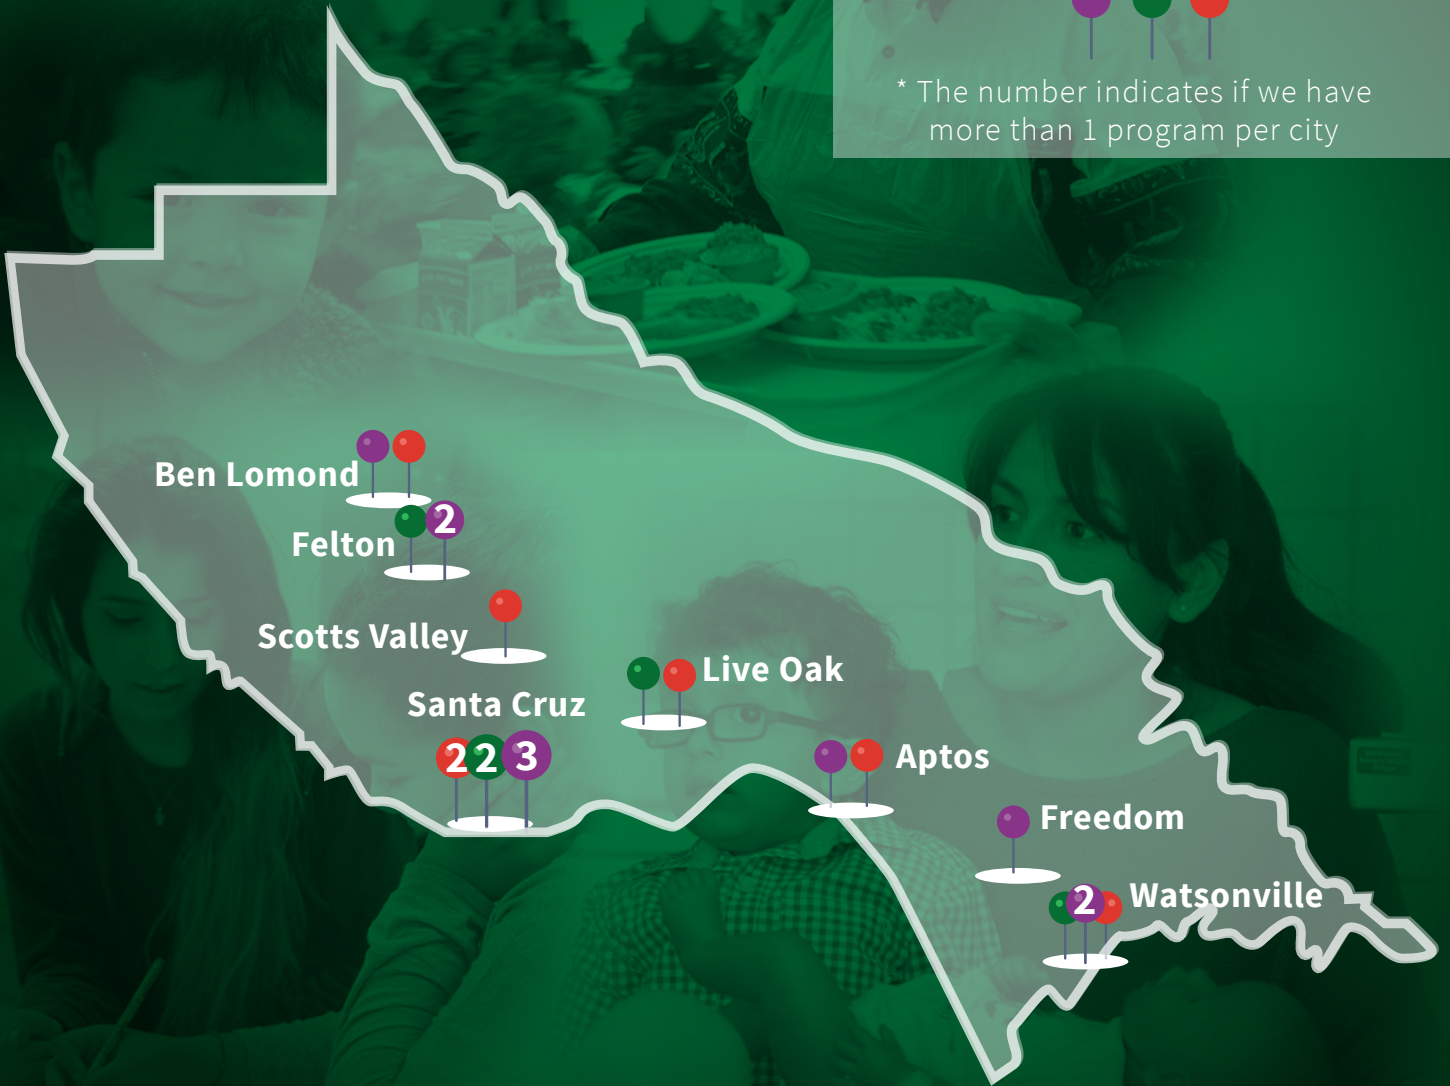 * The number indicates if we have
more than 1 program per city
Ben Lomond
2
Felton
Scotts Valley
Live Oak
Santa Cruz
2 2 3
Aptos
Freedom
2
Watsonville